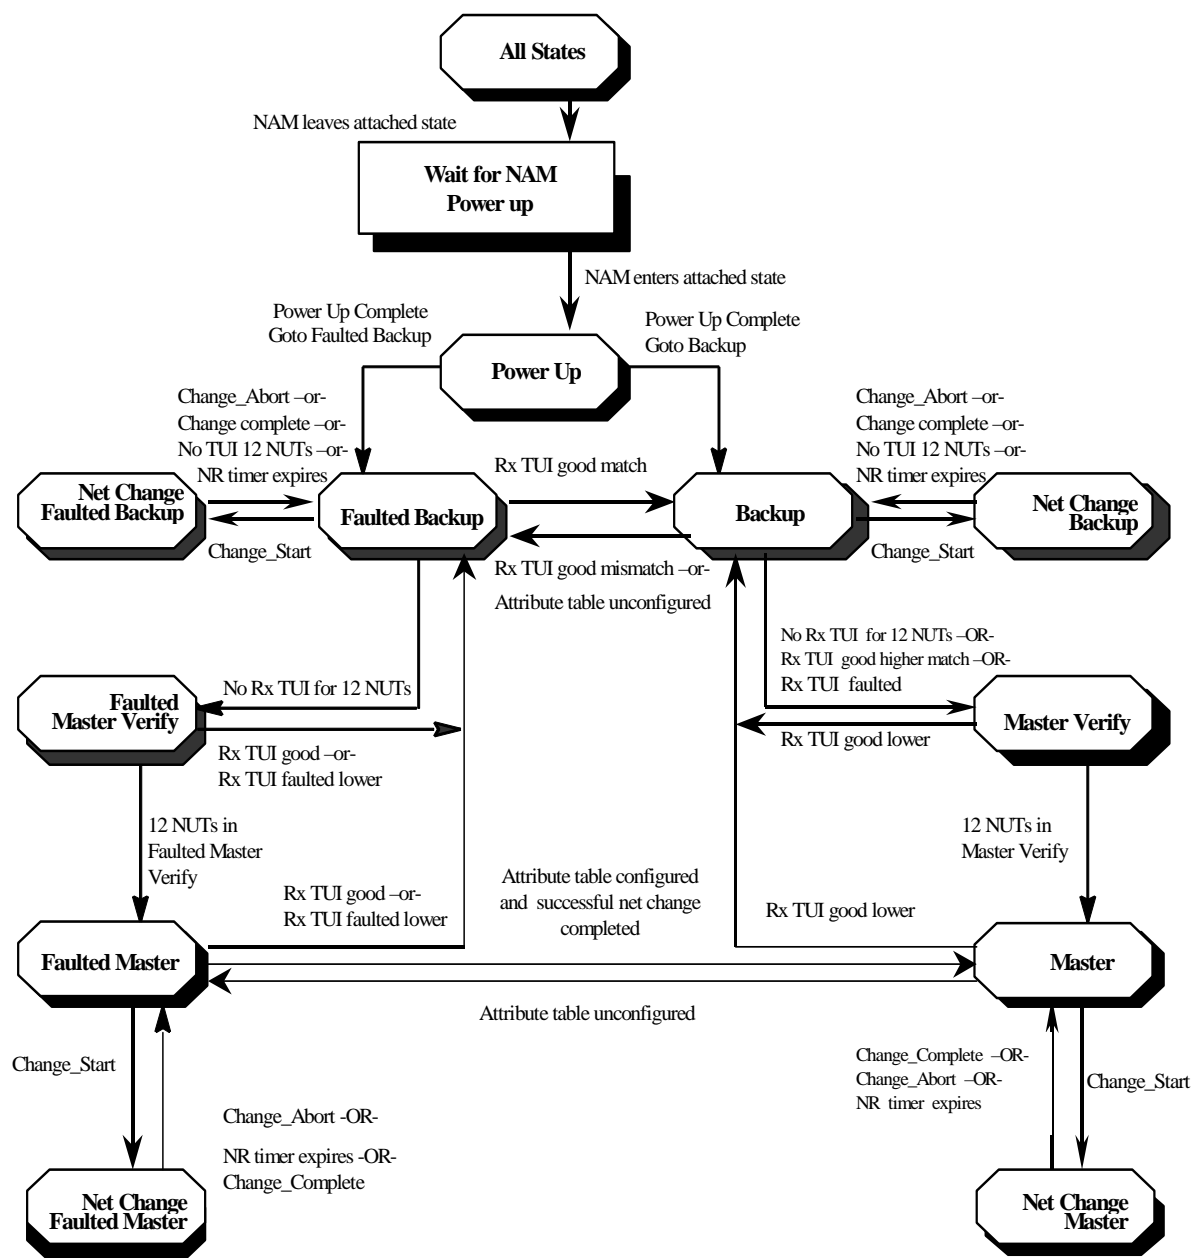 All States
NAM leaves attached state
Wait for NAM
Power up
NAM enters attached state
Power Up Complete
Goto Faulted Backup
Power Up Complete
Goto Backup
Power Up
Change_Abort –or-
Change complete –or-
No TUI 12 NUTs –or-
NR timer expires
Change_Abort –or-
Change complete –or-
No TUI 12 NUTs –or-
NR timer expires
Rx TUI good match
Net Change
Faulted Backup
Faulted Backup
Backup
Net Change
Backup
Change_Start
Change_Start
Rx TUI good mismatch –or-
Attribute table unconfigured
No Rx TUI for 12 NUTs –OR-
Rx TUI good higher match –OR-
Rx TUI faulted
No Rx TUI for 12 NUTs
Faulted
Master Verify
Master Verify
Rx TUI good –or-
Rx TUI faulted lower
Rx TUI good lower
12 NUTs in
Faulted Master
Verify
12 NUTs in
Master Verify
Rx TUI good –or-
Rx TUI faulted lower
Attribute table configured
and successful net change
completed
Rx TUI good lower
Faulted Master
Master
Attribute table unconfigured
Change_Start
Change_Complete –OR-
Change_Abort –OR-
NR timer expires
Change_Start
Change_Abort -OR-
NR timer expires -OR-
Change_Complete
Net Change
Faulted Master
Net Change
Master